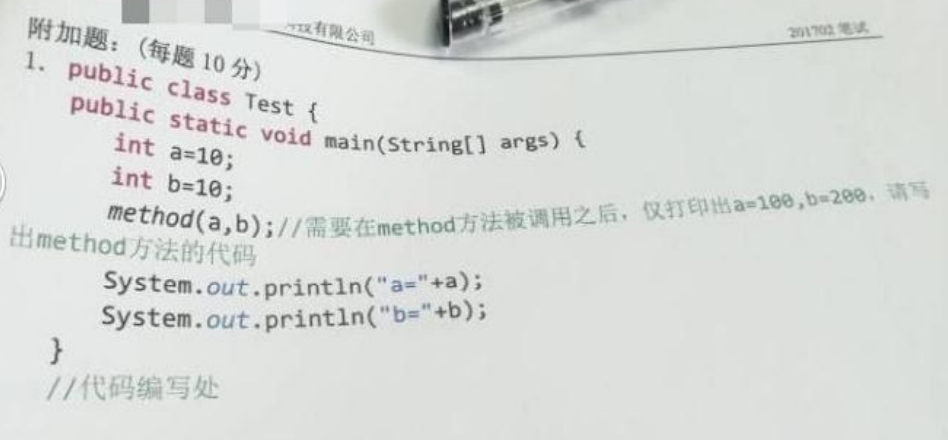 技有限公司
201702 笔试
附加题：(每题 10 分)
1. public class Test {
public static void main(String[] args) {
int a=10;
int b=10;
method(a,b);//需要在method方法被调用之后，仅打印出a=100,b=200，请写
出method方法的代码
System.out.println("a="+a);
System.out.println("b="+b);
}
//代码编写处